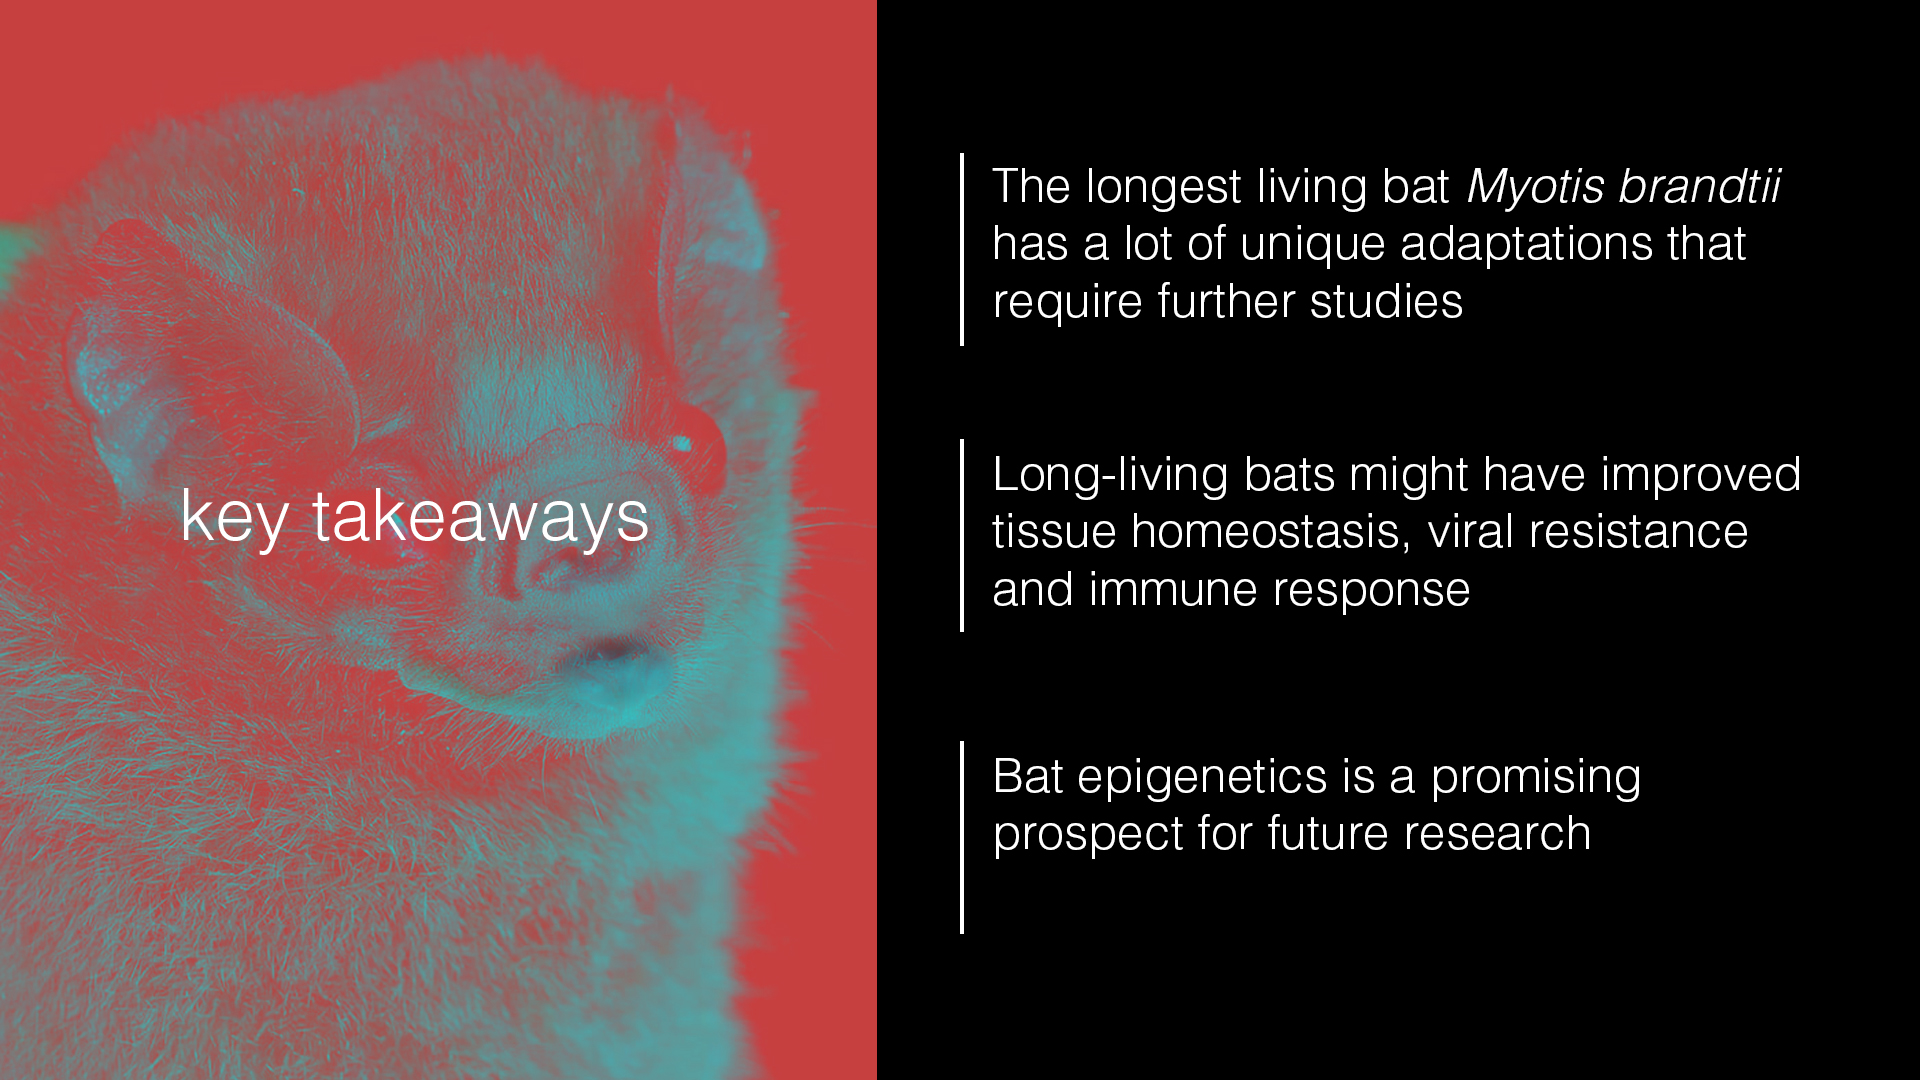 key takeaways
The longest living bat Myotis brandtii
has a lot of unique adaptations that
require further studies
Long-living bats might have improved
tissue homeostasis, viral resistance
and immune response
Bat epigenetics is a promising
prospect for future research